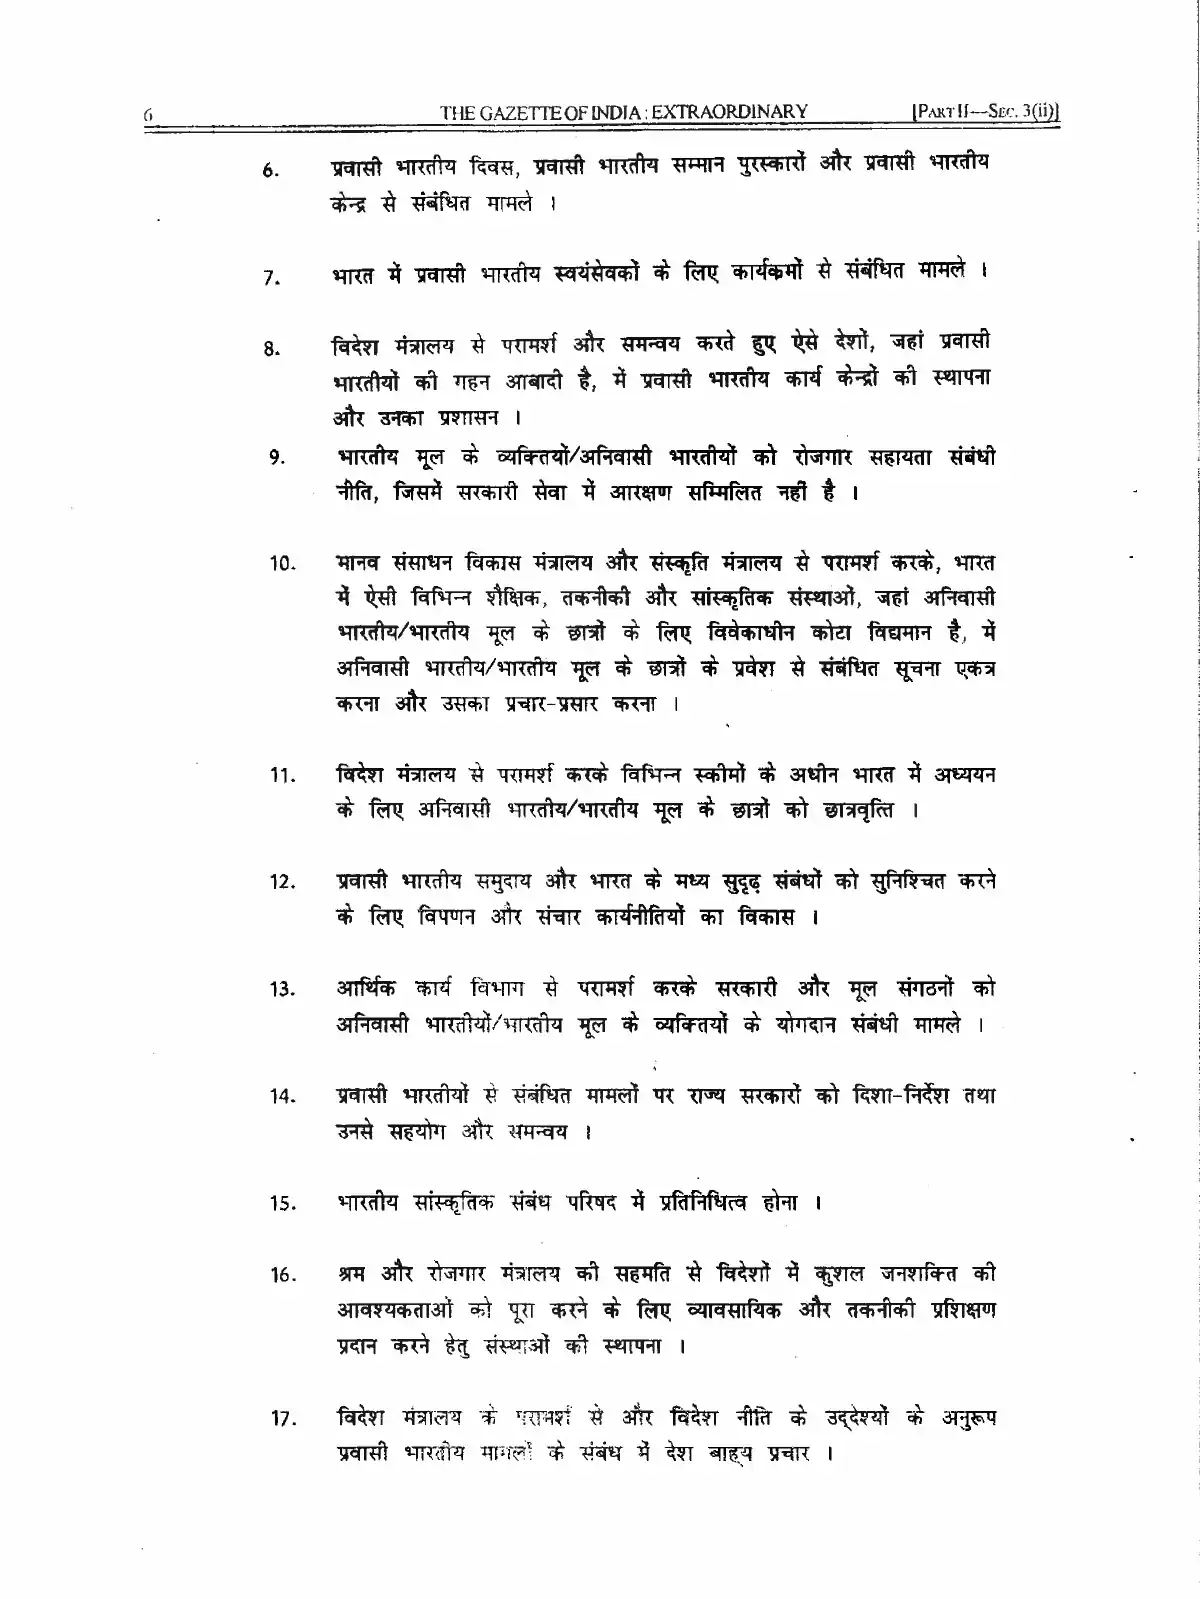 6 THE GAZETTE OF INDIA : EXTRAORDINARY [PART II—SEC. 3(ii)]
6. प्रवासी भारतीय दिवस, प्रवासी भारतीय सम्मान पुरस्कारों और प्रवासी भारतीय
केन्द्र से संबंधित मामले ।
7. भारत में प्रवासी भारतीय स्वयंसेवकों के लिए कार्यक्रमों से संबंधित मामले ।
8. विदेश मंत्रालय से परामर्श और समन्वय करते हुए ऐसे देशों, जहां प्रवासी
भारतीयों की गहन आबादी है, में प्रवासी भारतीय कार्य केन्द्रों की स्थापना
और उनका प्रशासन ।
9. भारतीय मूल के व्यक्तियों/अनिवासी भारतीयों को रोजगार सहायता संबंधी
नीति, जिसमें सरकारी सेवा में आरक्षण सम्मिलित नहीं है ।
10. मानव संसाधन विकास मंत्रालय और संस्कृति मंत्रालय से परामर्श करके, भारत
में ऐसी विभिन्न शैक्षिक, तकनीकी और सांस्कृतिक संस्थाओं, जहां अनिवासी
भारतीय/भारतीय मूल के छात्रों के लिए विवेकाधीन कोटा विद्यमान है, में
अनिवासी भारतीय/भारतीय मूल के छात्रों के प्रवेश से संबंधित सूचना एकत्र
करना और उसका प्रचार-प्रसार करना ।
11. विदेश मंत्रालय से परामर्श करके विभिन्न स्कीमों के अधीन भारत में अध्ययन
के लिए अनिवासी भारतीय/भारतीय मूल के छात्रों को छात्रवृत्ति ।
12. प्रवासी भारतीय समुदाय और भारत के मध्य सुदृढ़ संबंधों को सुनिश्चित करने
के लिए विपणन और संचार कार्यनीतियों का विकास ।
13. आर्थिक कार्य विभाग से परामर्श करके सरकारी और मूल संगठनों को
अनिवासी भारतीयों/भारतीय मूल के व्यक्तियों के योगदान संबंधी मामले ।
14. प्रवासी भारतीयों से संबंधित मामलों पर राज्य सरकारों को दिशा-निर्देश तथा
उनसे सहयोग और समन्वय ।
15. भारतीय सांस्कृतिक संबंध परिषद में प्रतिनिधित्व होना ।
16. श्रम और रोजगार मंत्रालय की सहमति से विदेशों में कुशल जनशक्ति की
आवश्यकताओं को पूरा करने के लिए व्यावसायिक और तकनीकी प्रशिक्षण
प्रदान करने हेतु संस्थाओं की स्थापना ।
17. विदेश मंत्रालय के परामर्श से और विदेश नीति के उद्देश्यों के अनुरूप
प्रवासी भारतीय मामलों के संबंध में देश बाह्य प्रचार ।